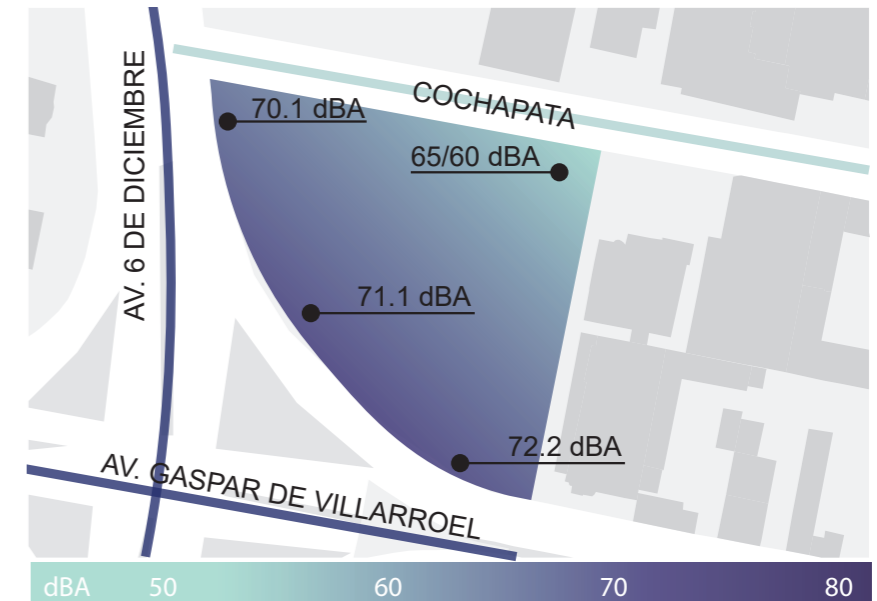 AV. 6 DE DICIEMBRE
COCHAPATA
70.1 dBA
65/60 dBA
71.1 dBA
72.2 dBA
AV. GASPAR DE VILLARROEL
dBA 50 60 70 80